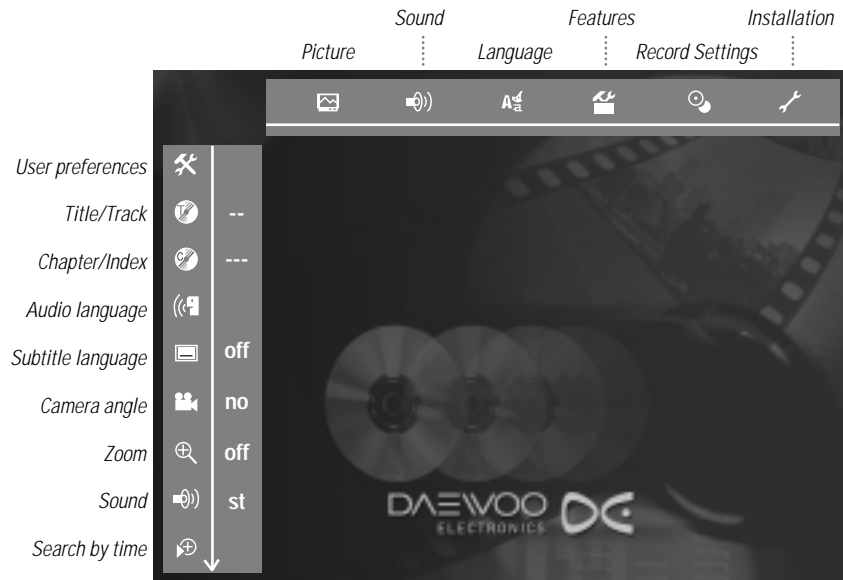 Sound Features Installation
Picture Language Record Settings
User preferences
Title/Track --
Chapter/Index ---
Audio language
Subtitle language off
Camera angle no
Zoom off
Sound st
Search by time
DAEWOO
ELECTRONICS